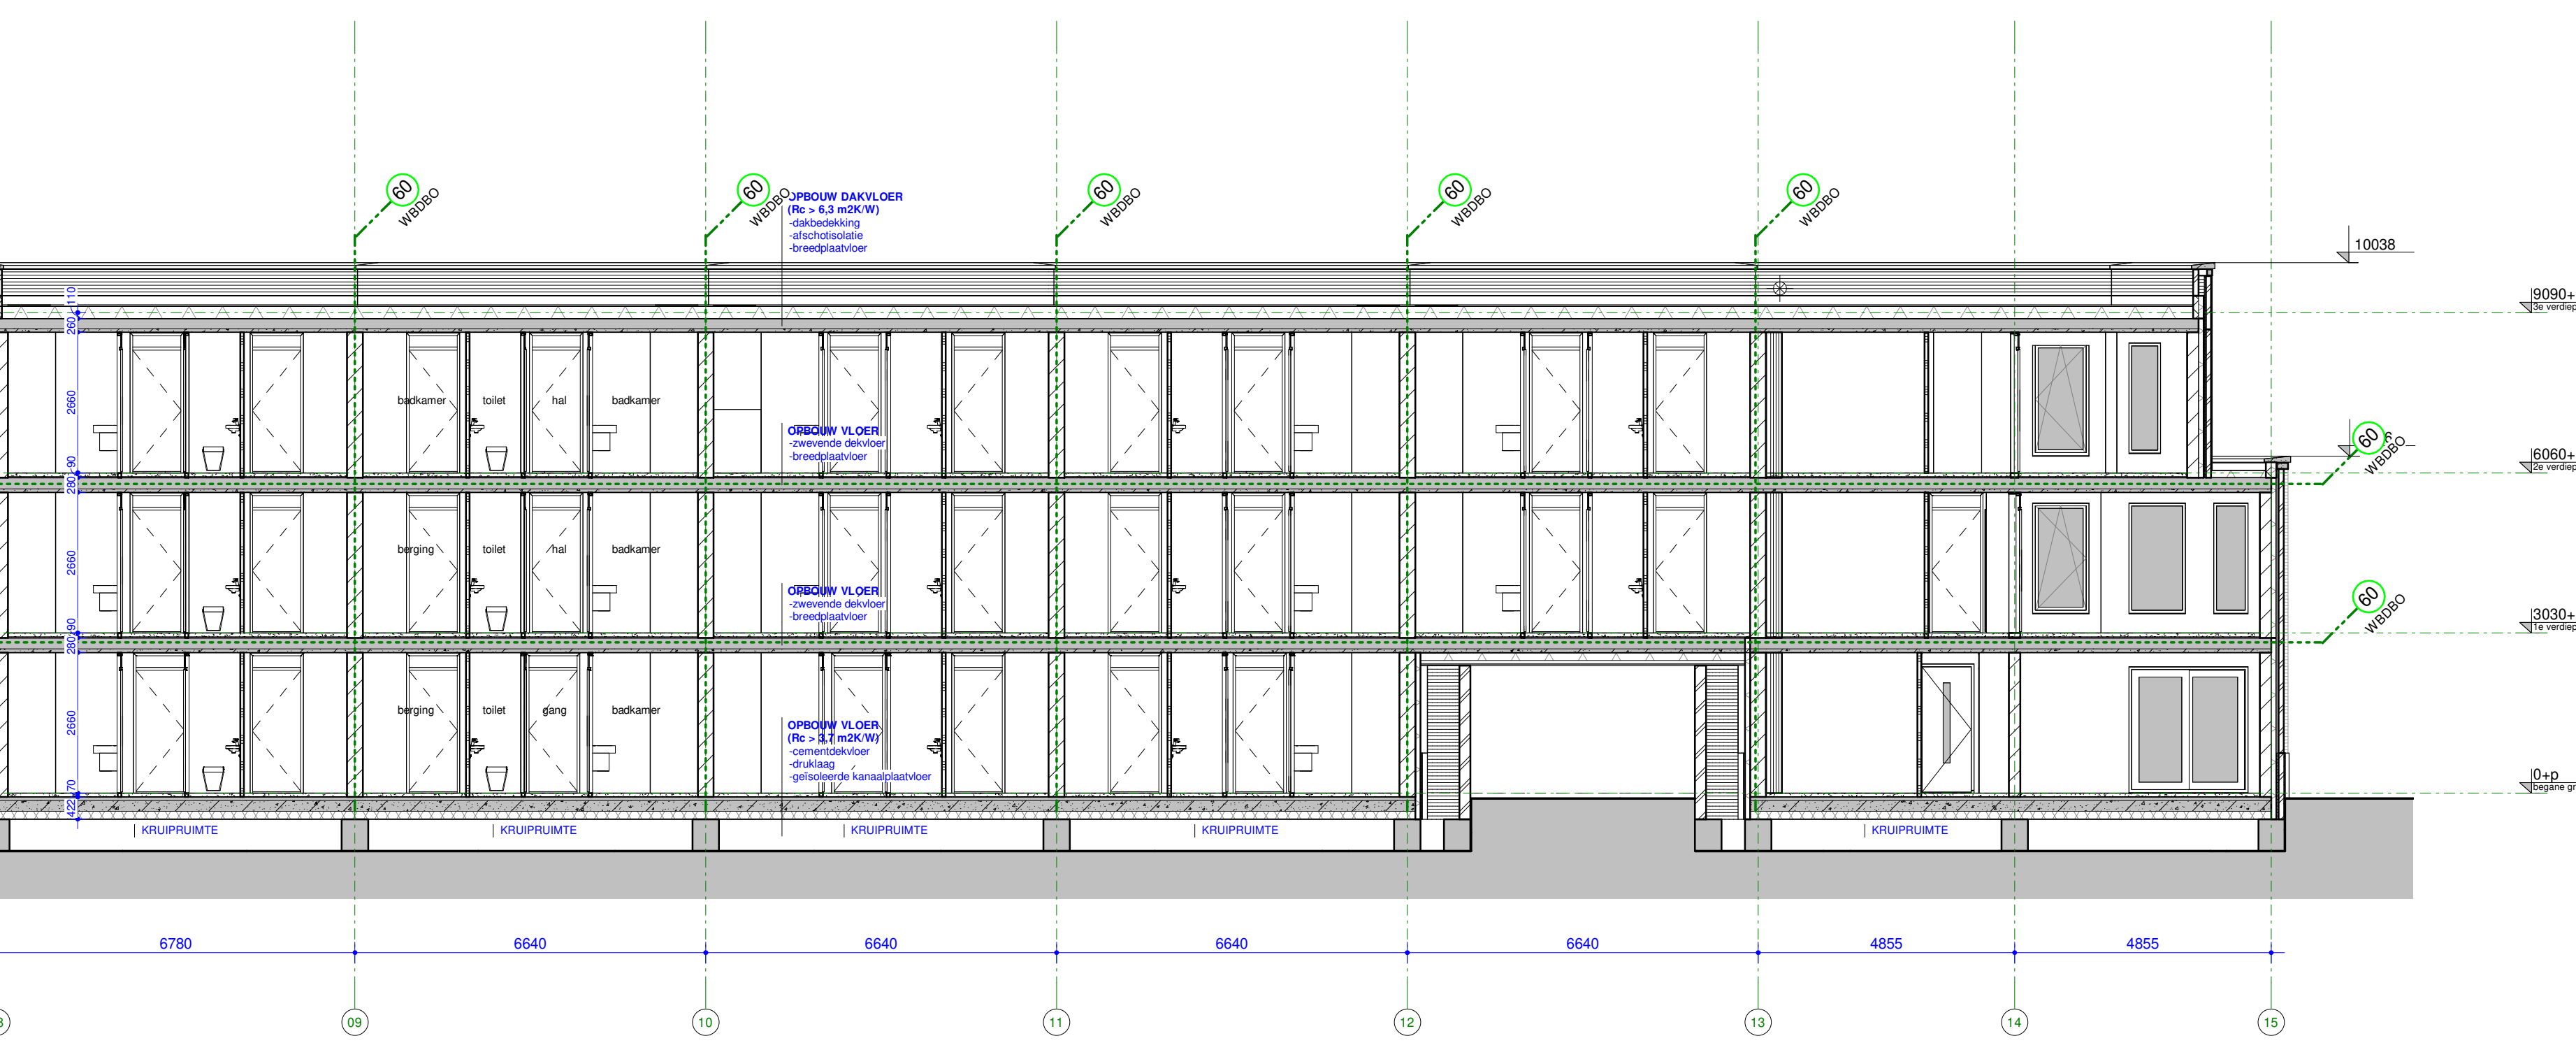 60
WBDBO
60
WBDBO
60
WBDBO
60
WBDBO
60
WBDBO
OPBOUW DAKVLOER
(Rc > 6,3 m2K/W)
-dakbedekking
-afschotisolatie
-breedplaatvloer
10038
9090+
3e verdiep
110
260
2660
badkamer
toilet
hal
badkamer
OPBOUW VLOER
-zwevende dekvloer
-breedplaatvloer
60
WBDBO
6060+
2e verdiep
90
280
2660
berging
toilet
hal
badkamer
OPBOUW VLOER
-zwevende dekvloer
-breedplaatvloer
60
WBDBO
3030+
1e verdiep
90
280
2660
berging
toilet
gang
badkamer
OPBOUW VLOER
(Rc > 3,7 m2K/W)
-cementdekvloer
-druklaag
-geïsoleerde kanaalplaatvloer
0+p
begane gr
70
422
KRUIPRUIMTE
KRUIPRUIMTE
KRUIPRUIMTE
KRUIPRUIMTE
KRUIPRUIMTE
6780
6640
6640
6640
6640
4855
4855
09
10
11
12
13
14
15